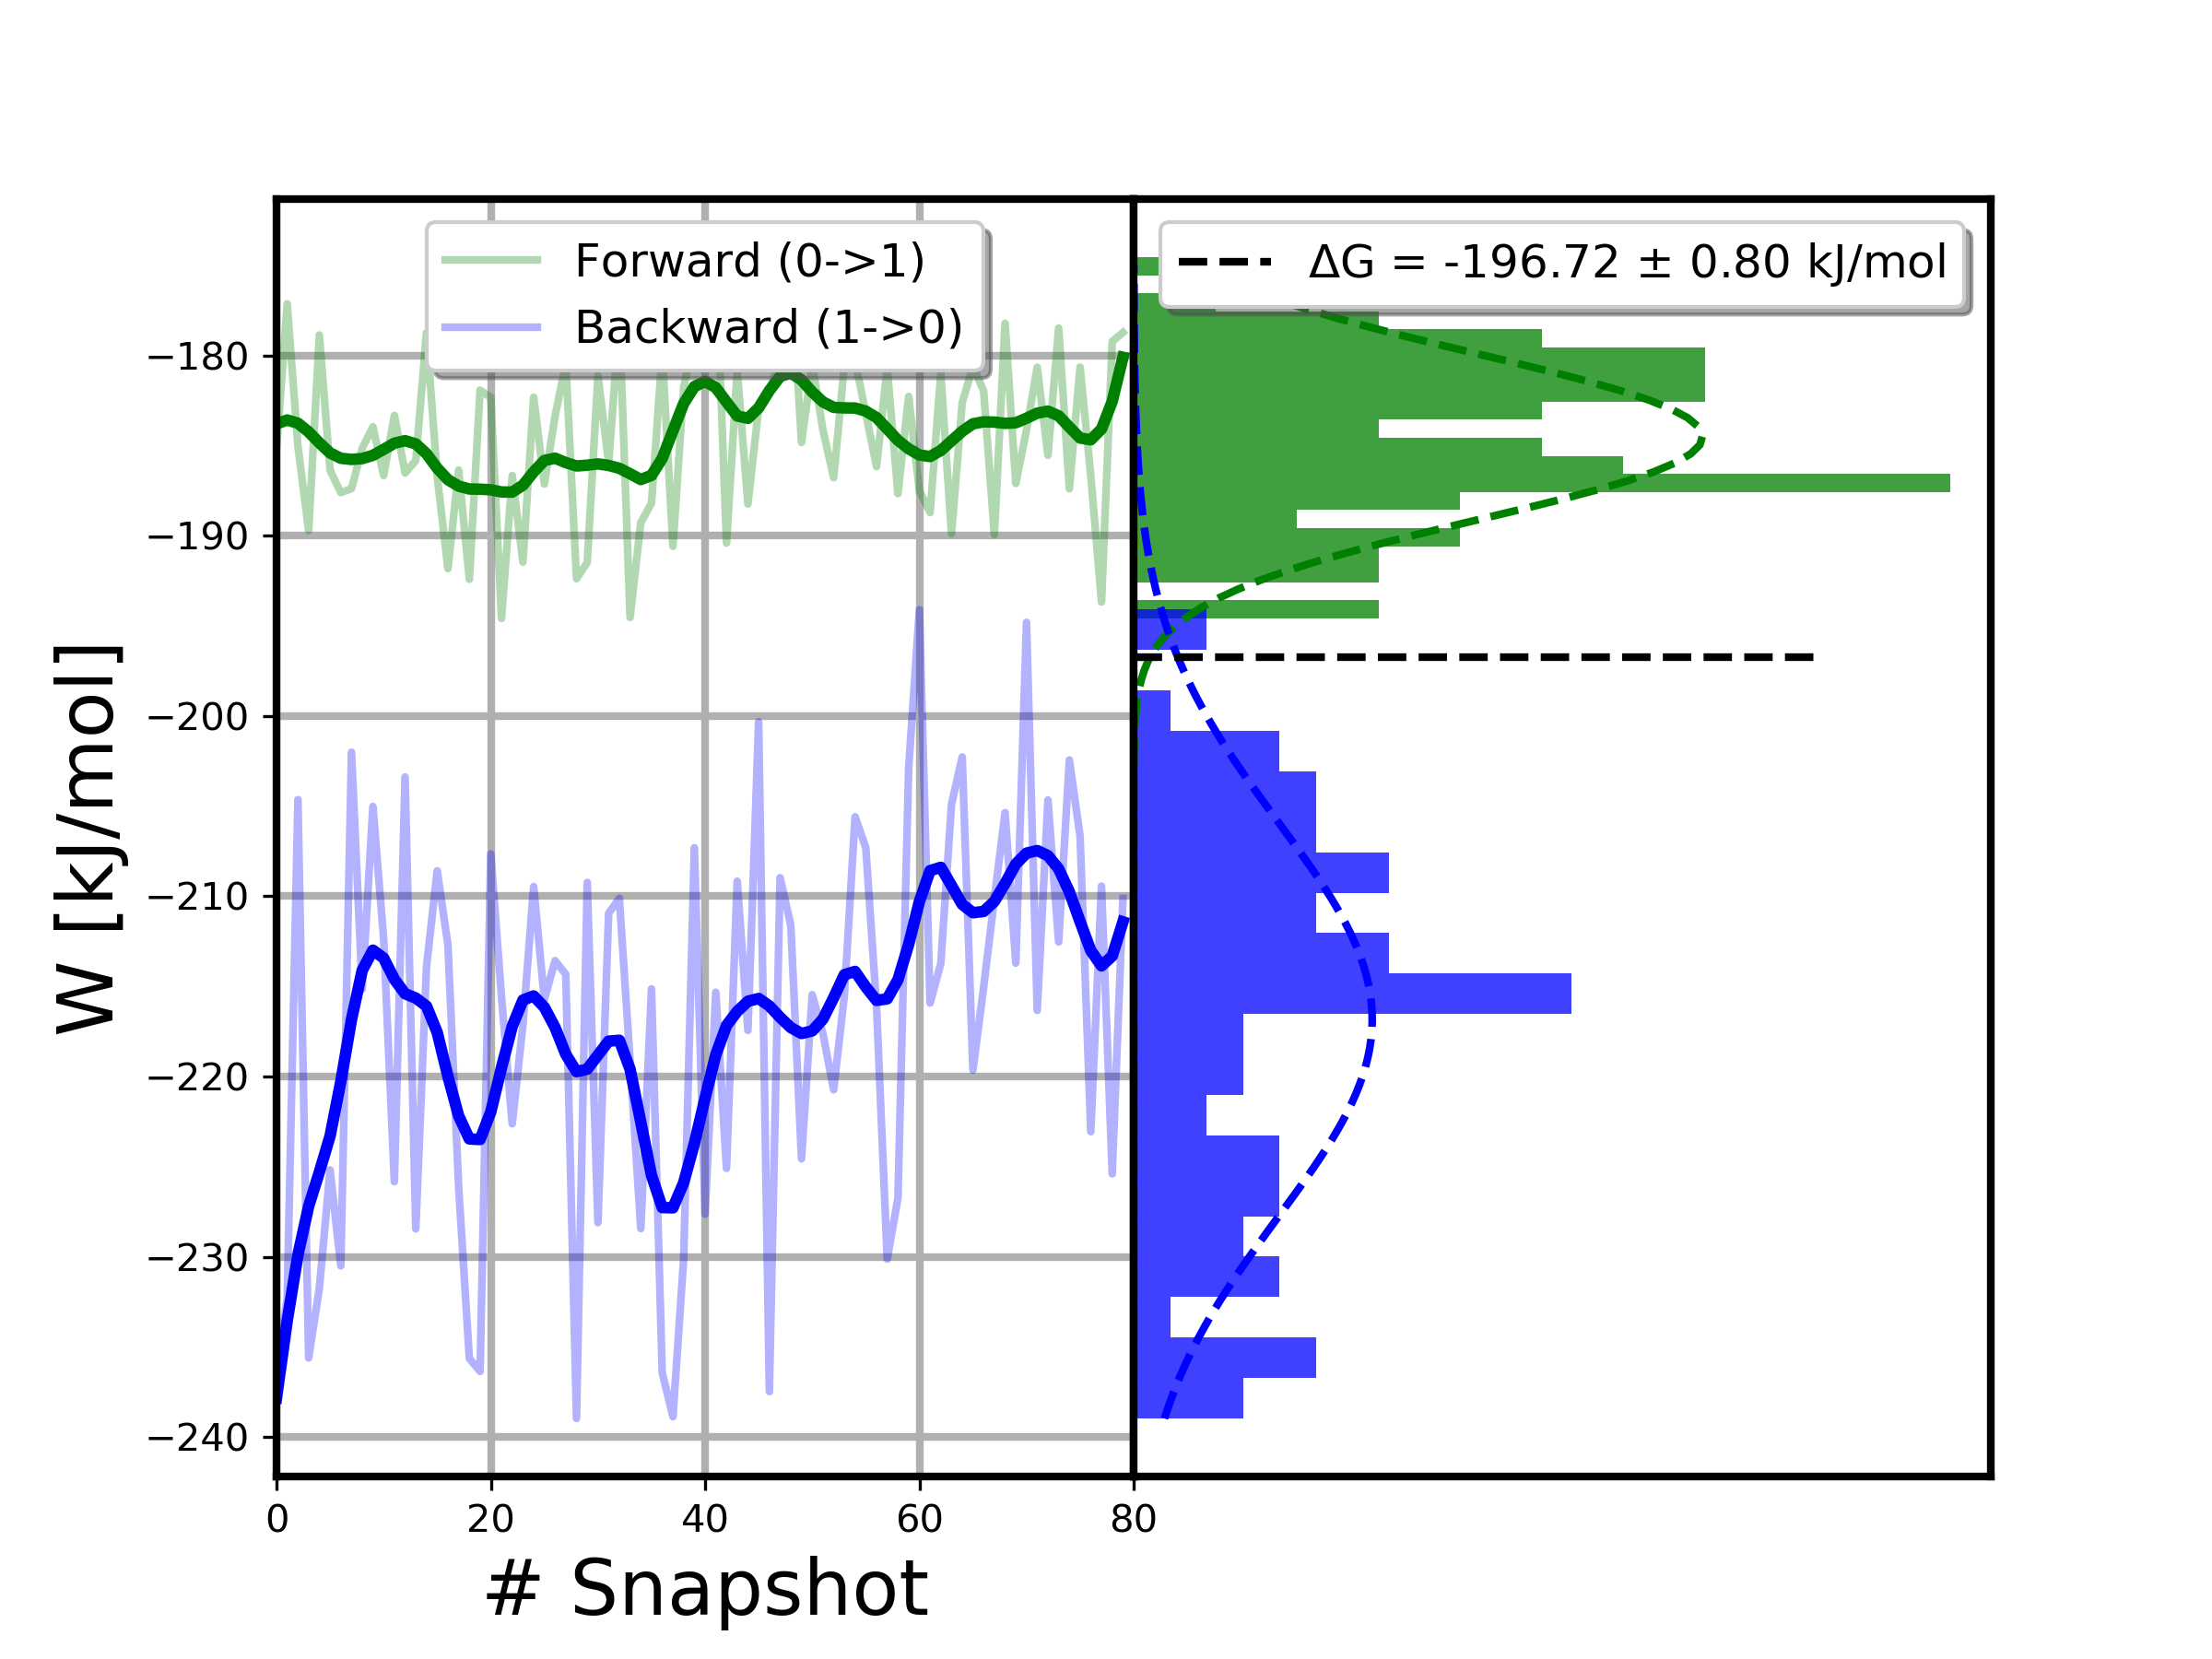 Forward (0->1)
Backward (1->0)
ΔG = -196.72 ± 0.80 kJ/mol
W [kJ/mol]
−180
−190
−200
−210
−220
−230
−240
0 20 40 60 80
# Snapshot